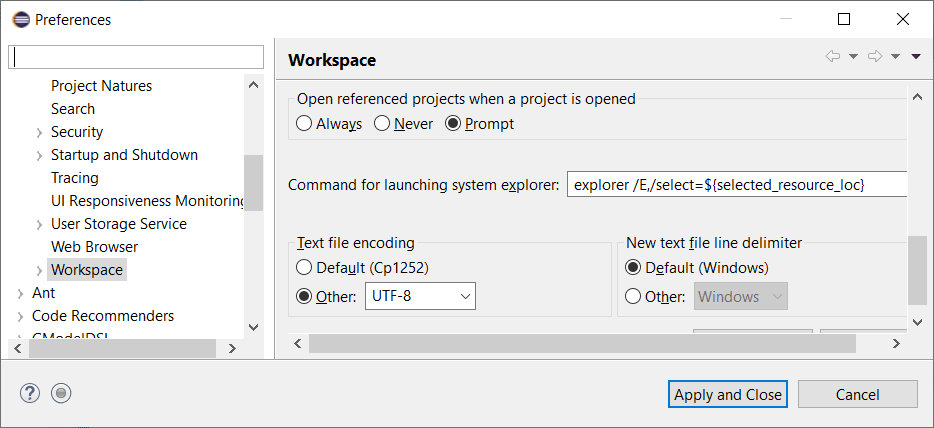 Preferences
Project Natures
Search
Security
Startup and Shutdown
Tracing
UI Responsiveness Monitoring
User Storage Service
Web Browser
Workspace
Ant
Code Recommenders
CModelDSL
Workspace
Open referenced projects when a project is opened
Always Never Prompt
Command for launching system explorer: explorer /E,/select=${selected_resource_loc}
Text file encoding
Default (Cp1252)
Other: UTF-8
New text file line delimiter
Default (Windows)
Other: Windows
Apply and Close Cancel